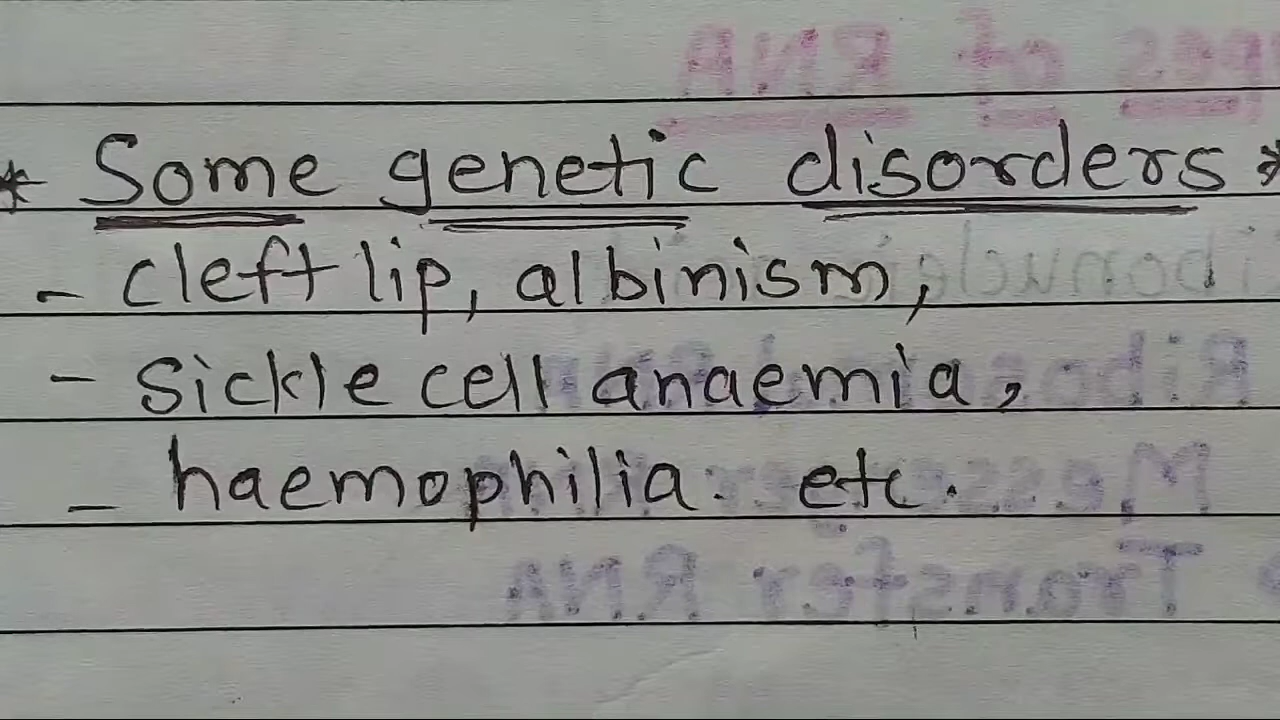 * Some genetic disorders *
- cleft lip, albinism,
- Sickle cell anaemia,
- haemophilia. etc.